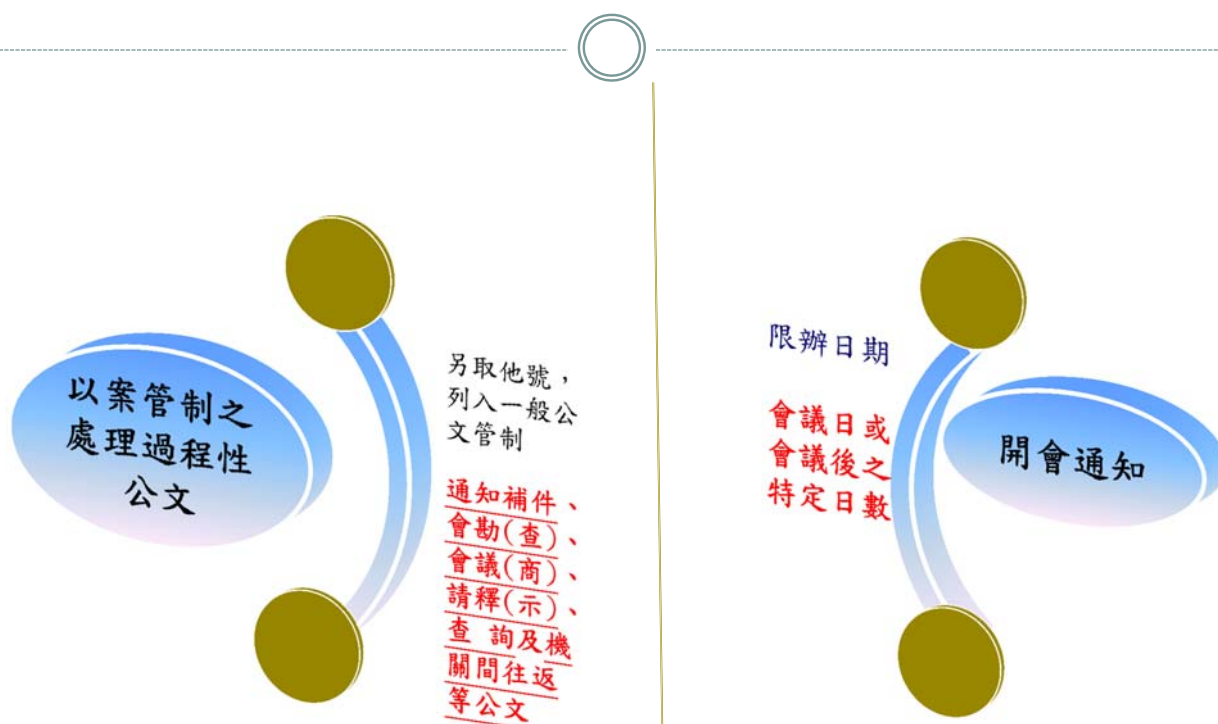 以案管制之
處理過程性
公文
另取他號，
列入一般公
文管制
通知補件、
會勘(查)、
會議(商)、
請釋(示)、
查 詢及機
關間往返
等公文
限辦日期
會議日或
會議後之
特定日數
開會通知